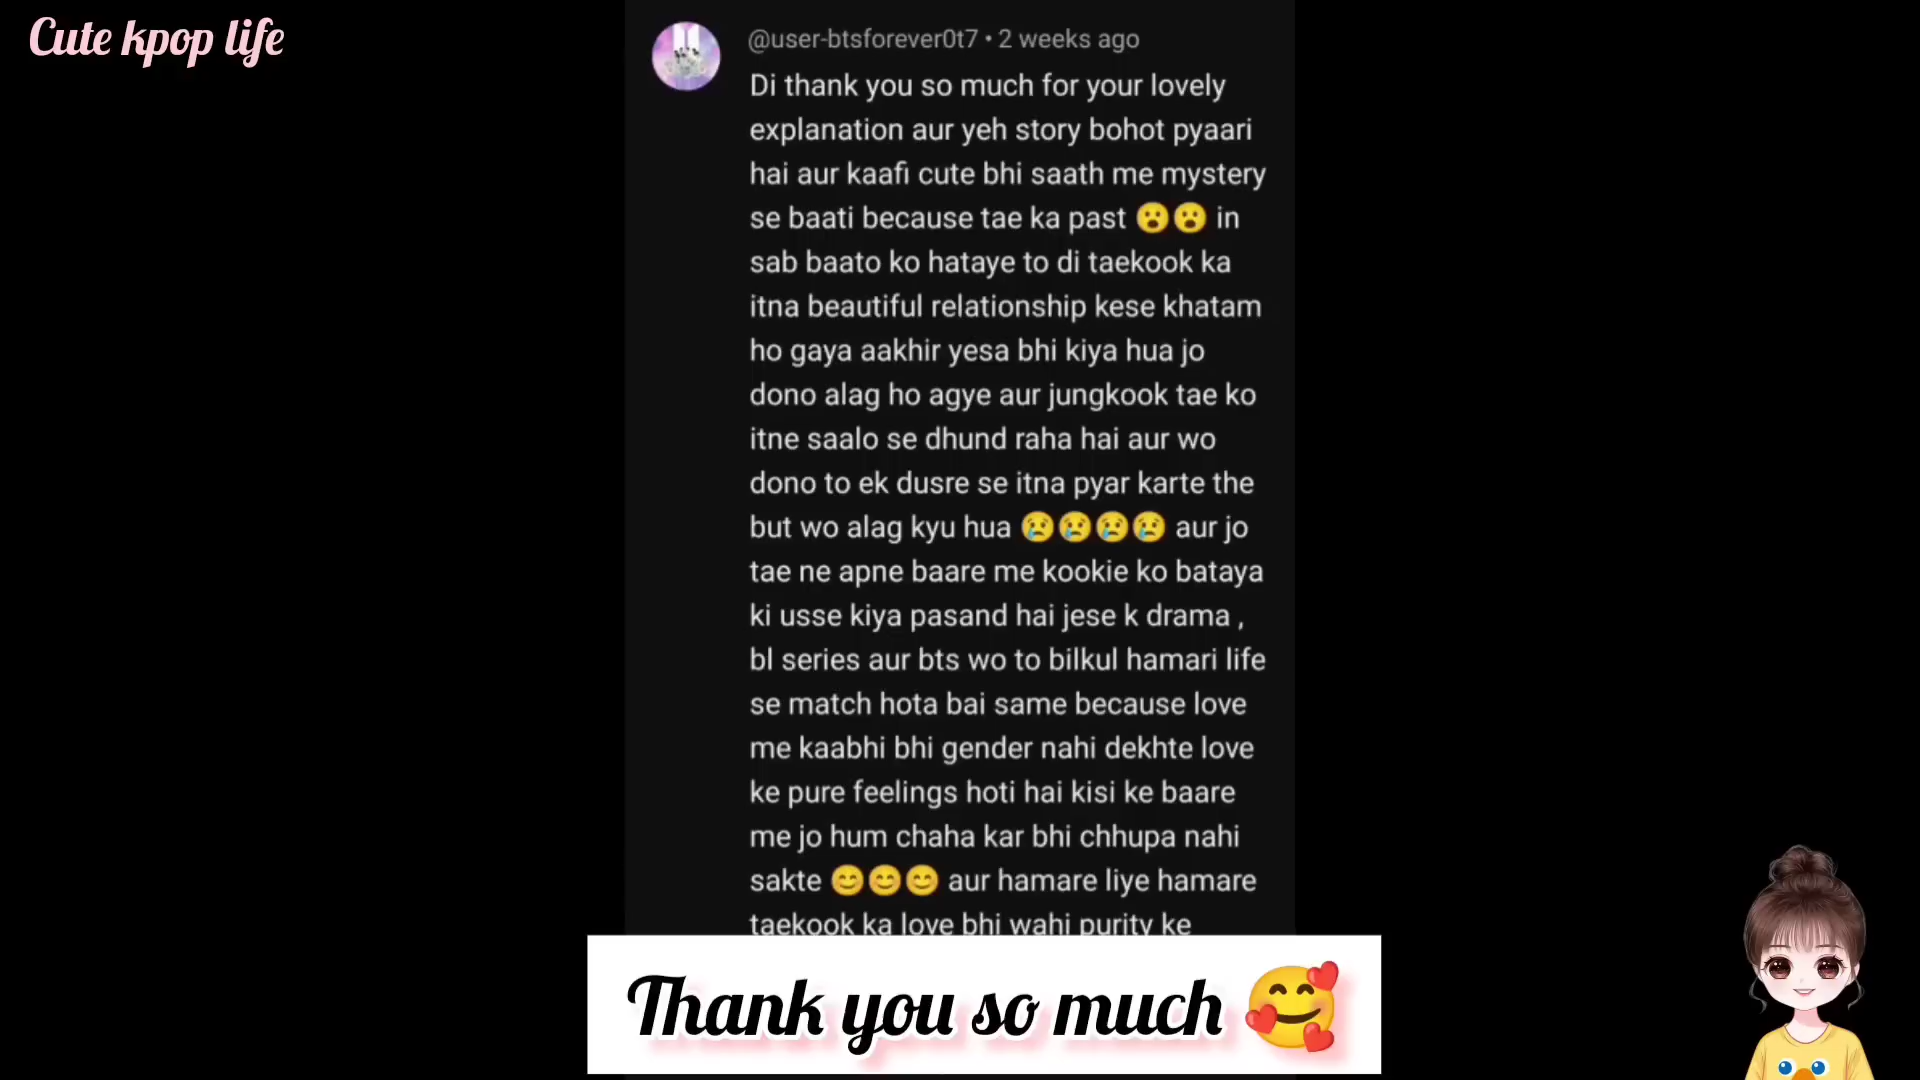 Cute kpop life
@user-btsforever0t7 • 2 weeks ago
Di thank you so much for your lovely
explanation aur yeh story bohot pyaari
hai aur kaafi cute bhi saath me mystery
se baati because tae ka past 😮😮 in
sab baato ko hataye to di taekook ka
itna beautiful relationship kese khatam
ho gaya aakhir yesa bhi kiya hua jo
dono alag ho agye aur jungkook tae ko
itne saalo se dhund raha hai aur wo
dono to ek dusre se itna pyar karte the
but wo alag kyu hua 😢😢😢😢 aur jo
tae ne apne baare me kookie ko bataya
ki usse kiya pasand hai jese k drama ,
bl series aur bts wo to bilkul hamari life
se match hota bai same because love
me kaabhi bhi gender nahi dekhte love
ke pure feelings hoti hai kisi ke baare
me jo hum chaha kar bhi chhupa nahi
sakte 😊😊😊 aur hamare liye hamare
taekook ka love bhi wahi purity ke
Thank you so much 🥰